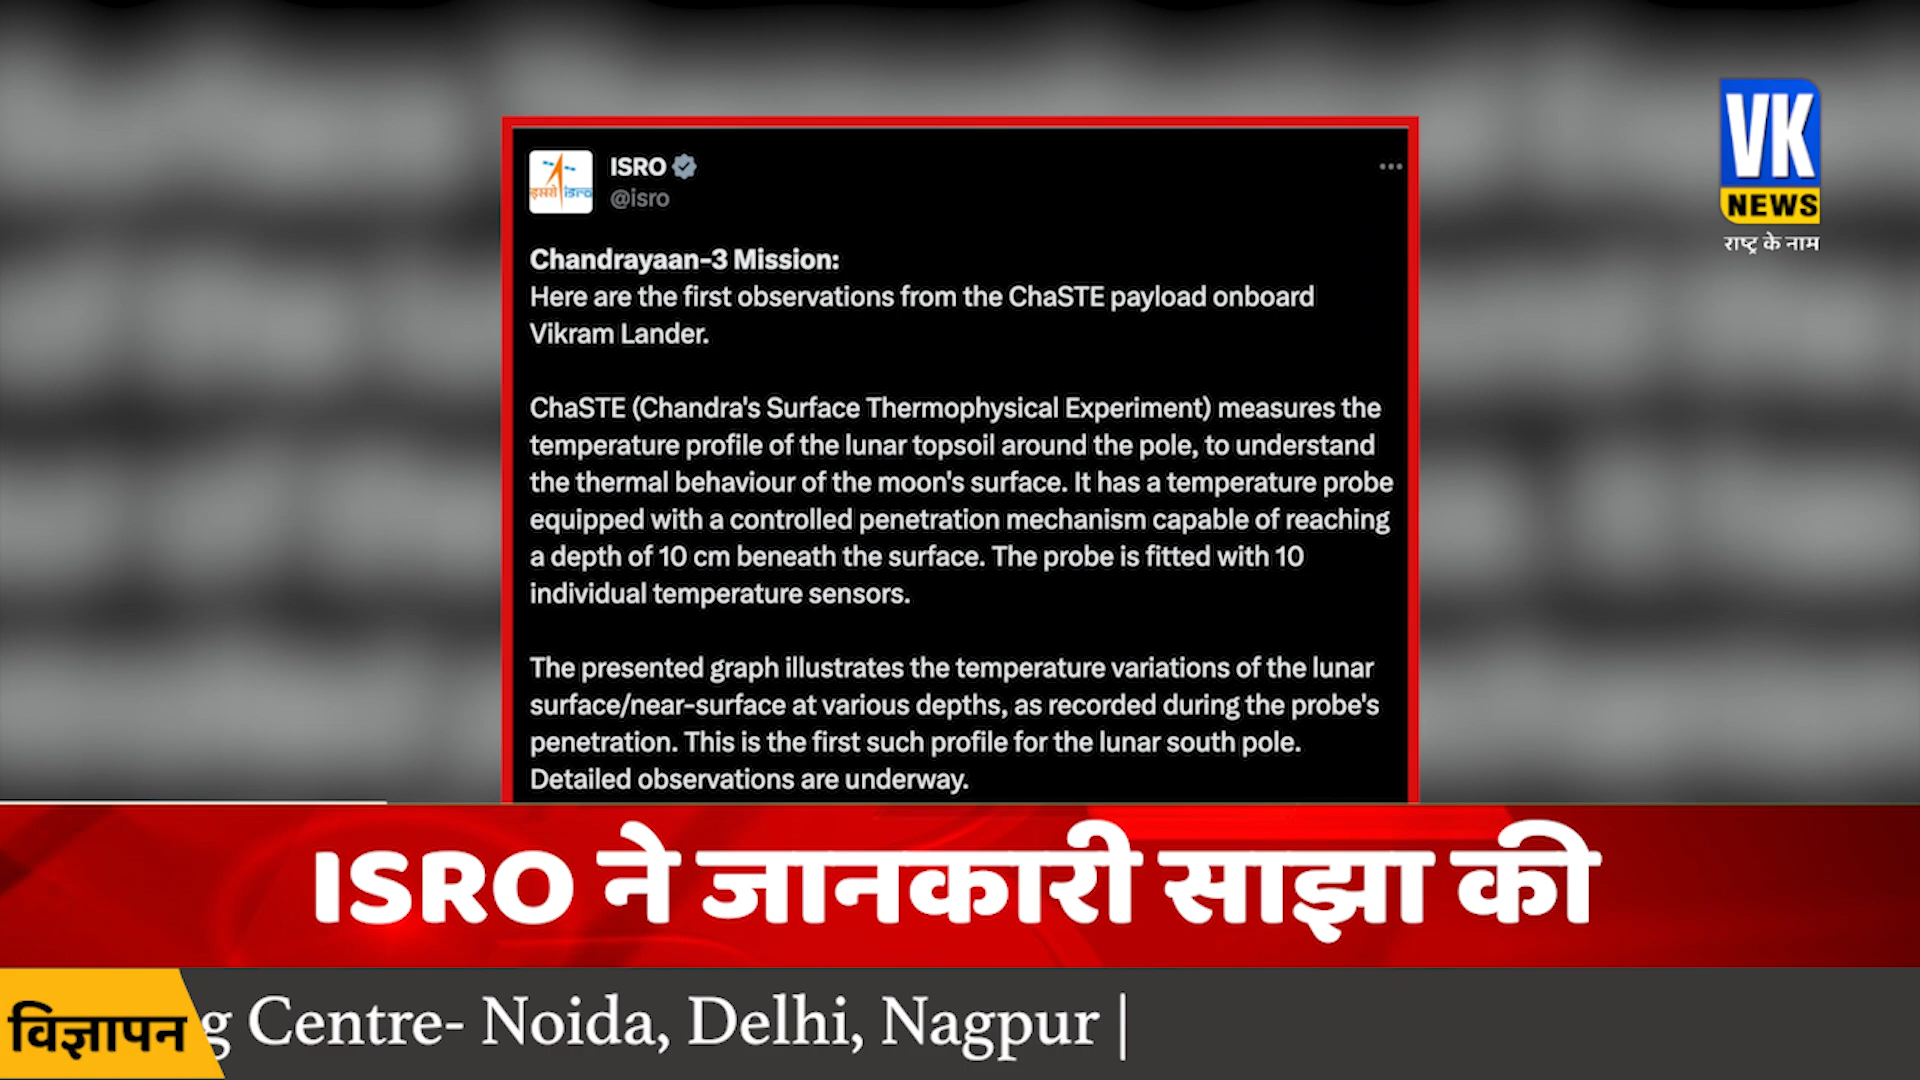 VK
NEWS
राष्ट्र के नाम
इसरो isro
ISRO
@isro
Chandrayaan-3 Mission:
Here are the first observations from the ChaSTE payload onboard
Vikram Lander.
ChaSTE (Chandra's Surface Thermophysical Experiment) measures the
temperature profile of the lunar topsoil around the pole, to understand
the thermal behaviour of the moon's surface. It has a temperature probe
equipped with a controlled penetration mechanism capable of reaching
a depth of 10 cm beneath the surface. The probe is fitted with 10
individual temperature sensors.
The presented graph illustrates the temperature variations of the lunar
surface/near-surface at various depths, as recorded during the probe's
penetration. This is the first such profile for the lunar south pole.
Detailed observations are underway.
ISRO ने जानकारी साझा की
विज्ञापन g Centre- Noida, Delhi, Nagpur |